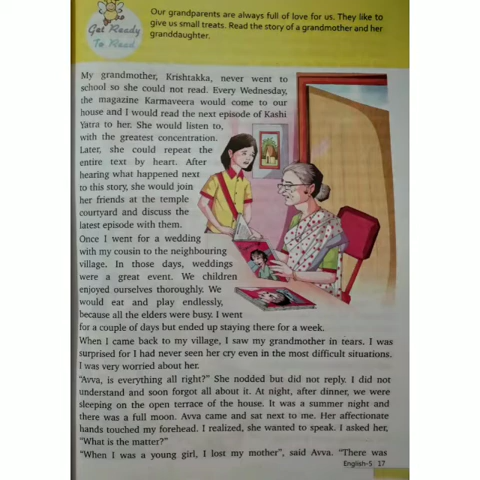 Get Ready
To Read
Our grandparents are always full of love for us. They like to
give us small treats. Read the story of a grandmother and her
granddaughter.
My grandmother, Krishtakka, never went to
school so she could not read. Every Wednesday,
the magazine Karmaveera would come to our
house and I would read the next episode of Kashi
Yatra to her. She would listen to,
with the greatest concentration.
Later, she could repeat the
entire text by heart. After
hearing what happened next
to this story, she would join
her friends at the temple
courtyard and discuss the
latest episode with them.
Once I went for a wedding
with my cousin to the neighbouring
village. In those days, weddings
were a great event. We children
enjoyed ourselves thoroughly. We
would eat and play endlessly,
because all the elders were busy. I went
for a couple of days but ended up staying there for a week.
When I came back to my village, I saw my grandmother in tears. I was
surprised for I had never seen her cry even in the most difficult situations.
I was very worried about her.
"Avva, is everything all right?" She nodded but did not reply. I did not
understand and soon forgot all about it. At night, after dinner, we were
sleeping on the open terrace of the house. It was a summer night and
there was a full moon. Avva came and sat next to me. Her affectionate
hands touched my forehead. I realized, she wanted to speak. I asked her,
"What is the matter?"
"When I was a young girl, I lost my mother", said Avva. "There was
English-5 17